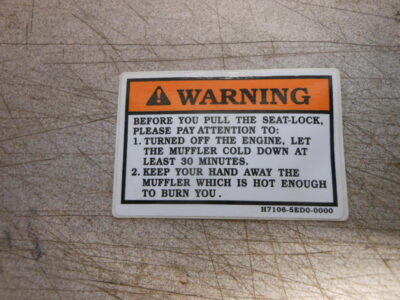 WARNING
BEFORE YOU PULL THE SEAT-LOCK,
PLEASE PAY ATTENTION TO:
1. TURNED OFF THE ENGINE, LET
THE MUFFLER COLD DOWN AT
LEAST 30 MINUTES.
2. KEEP YOUR HAND AWAY THE
MUFFLER WHICH IS HOT ENOUGH
TO BURN YOU.
H7106-5ED0-0000